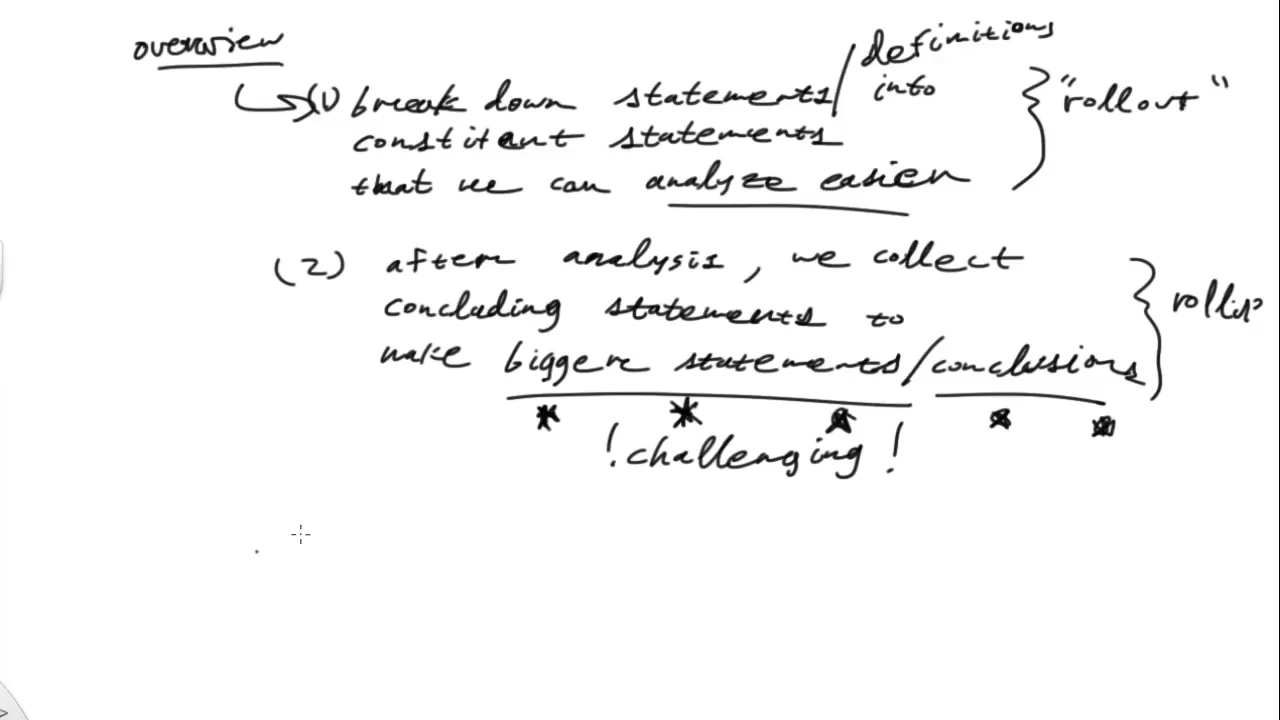 overview
(1) break down statements/definitions
into "rollout"
constituent statements
that we can analyze easier
(2) after analysis, we collect
concluding statements to rollup
make bigger statements/conclusions
! challenging !